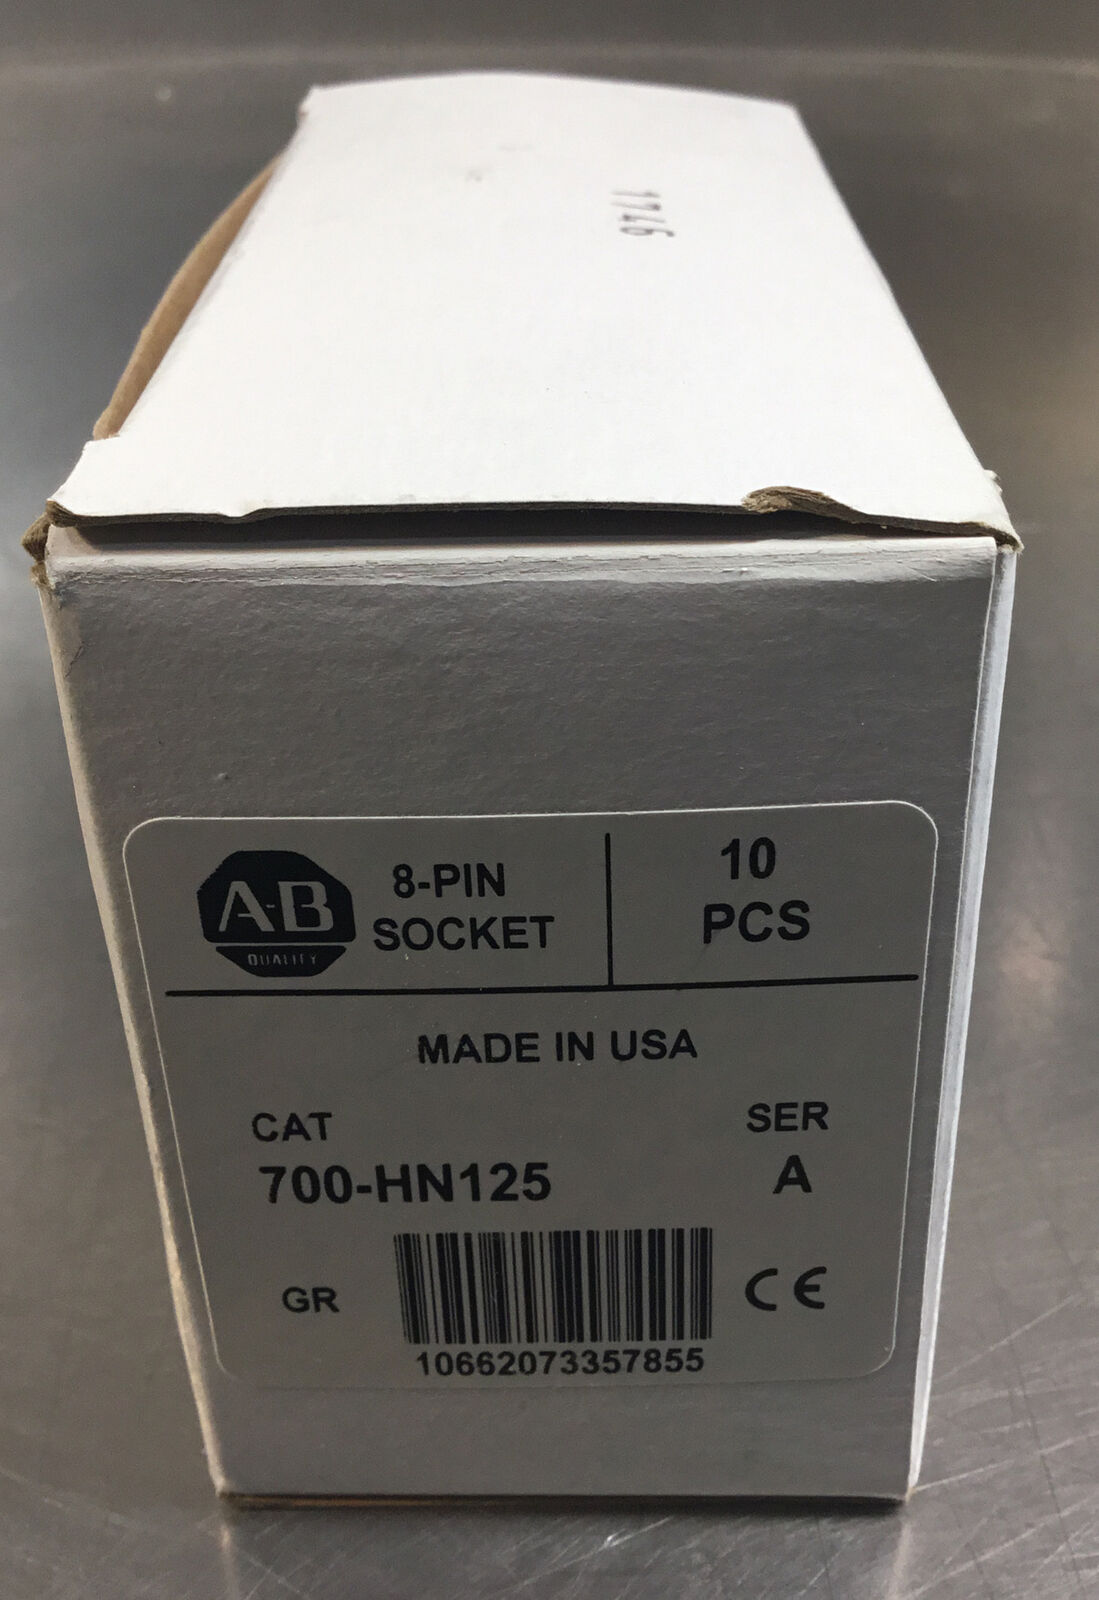 1746
A-B
QUALITY
8-PIN
SOCKET
10
PCS
MADE IN USA
CAT
700-HN125
SER
A
GR
CE
10662073357855